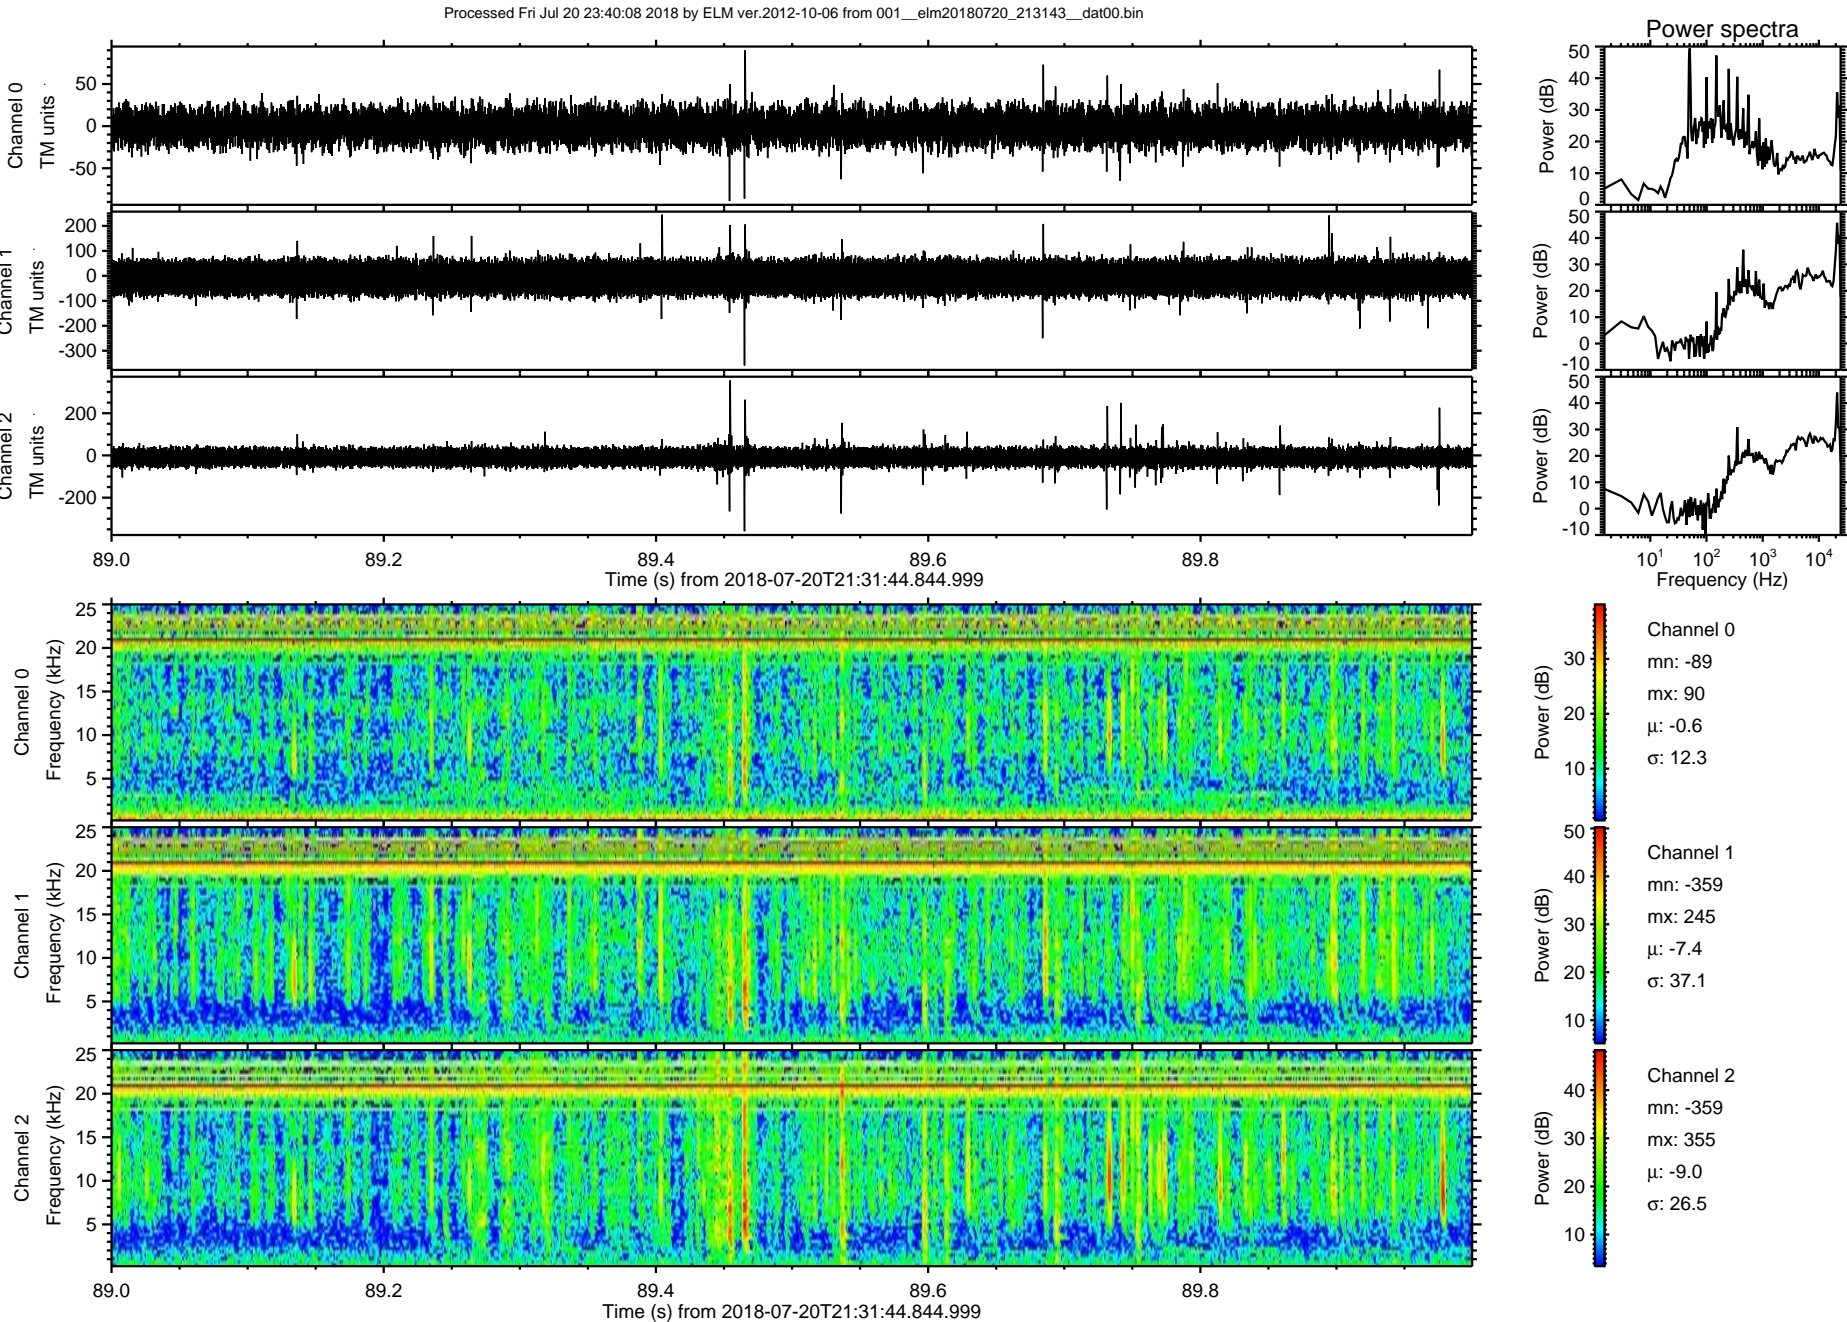 Processed Fri Jul 20 23:40:08 2018 by ELM ver.2012-10-06 from 001__elm20180720_213143__dat00.bin
Power spectra
Channel 0
TM units
50
0
-50
Power (dB)
50
40
30
20
10
0
Channel 1
TM units
200
100
0
-100
-200
-300
Power (dB)
50
40
30
20
10
0
-10
Channel 2
TM units
200
0
-200
Power (dB)
50
40
30
20
10
0
-10
89.0 89.2 89.4 89.6 89.8
Time (s) from 2018-07-20T21:31:44.844.999
10^1 10^2 10^3 10^4
Frequency (Hz)
Channel 0
Frequency (kHz)
25
20
15
10
5
Power (dB)
30
20
10
Channel 0
mn: -89
mx: 90
μ: -0.6
σ: 12.3
Channel 1
Frequency (kHz)
25
20
15
10
5
Power (dB)
50
40
30
20
10
Channel 1
mn: -359
mx: 245
μ: -7.4
σ: 37.1
Channel 2
Frequency (kHz)
25
20
15
10
5
Power (dB)
40
30
20
10
Channel 2
mn: -359
mx: 355
μ: -9.0
σ: 26.5
89.0 89.2 89.4 89.6 89.8
Time (s) from 2018-07-20T21:31:44.844.999